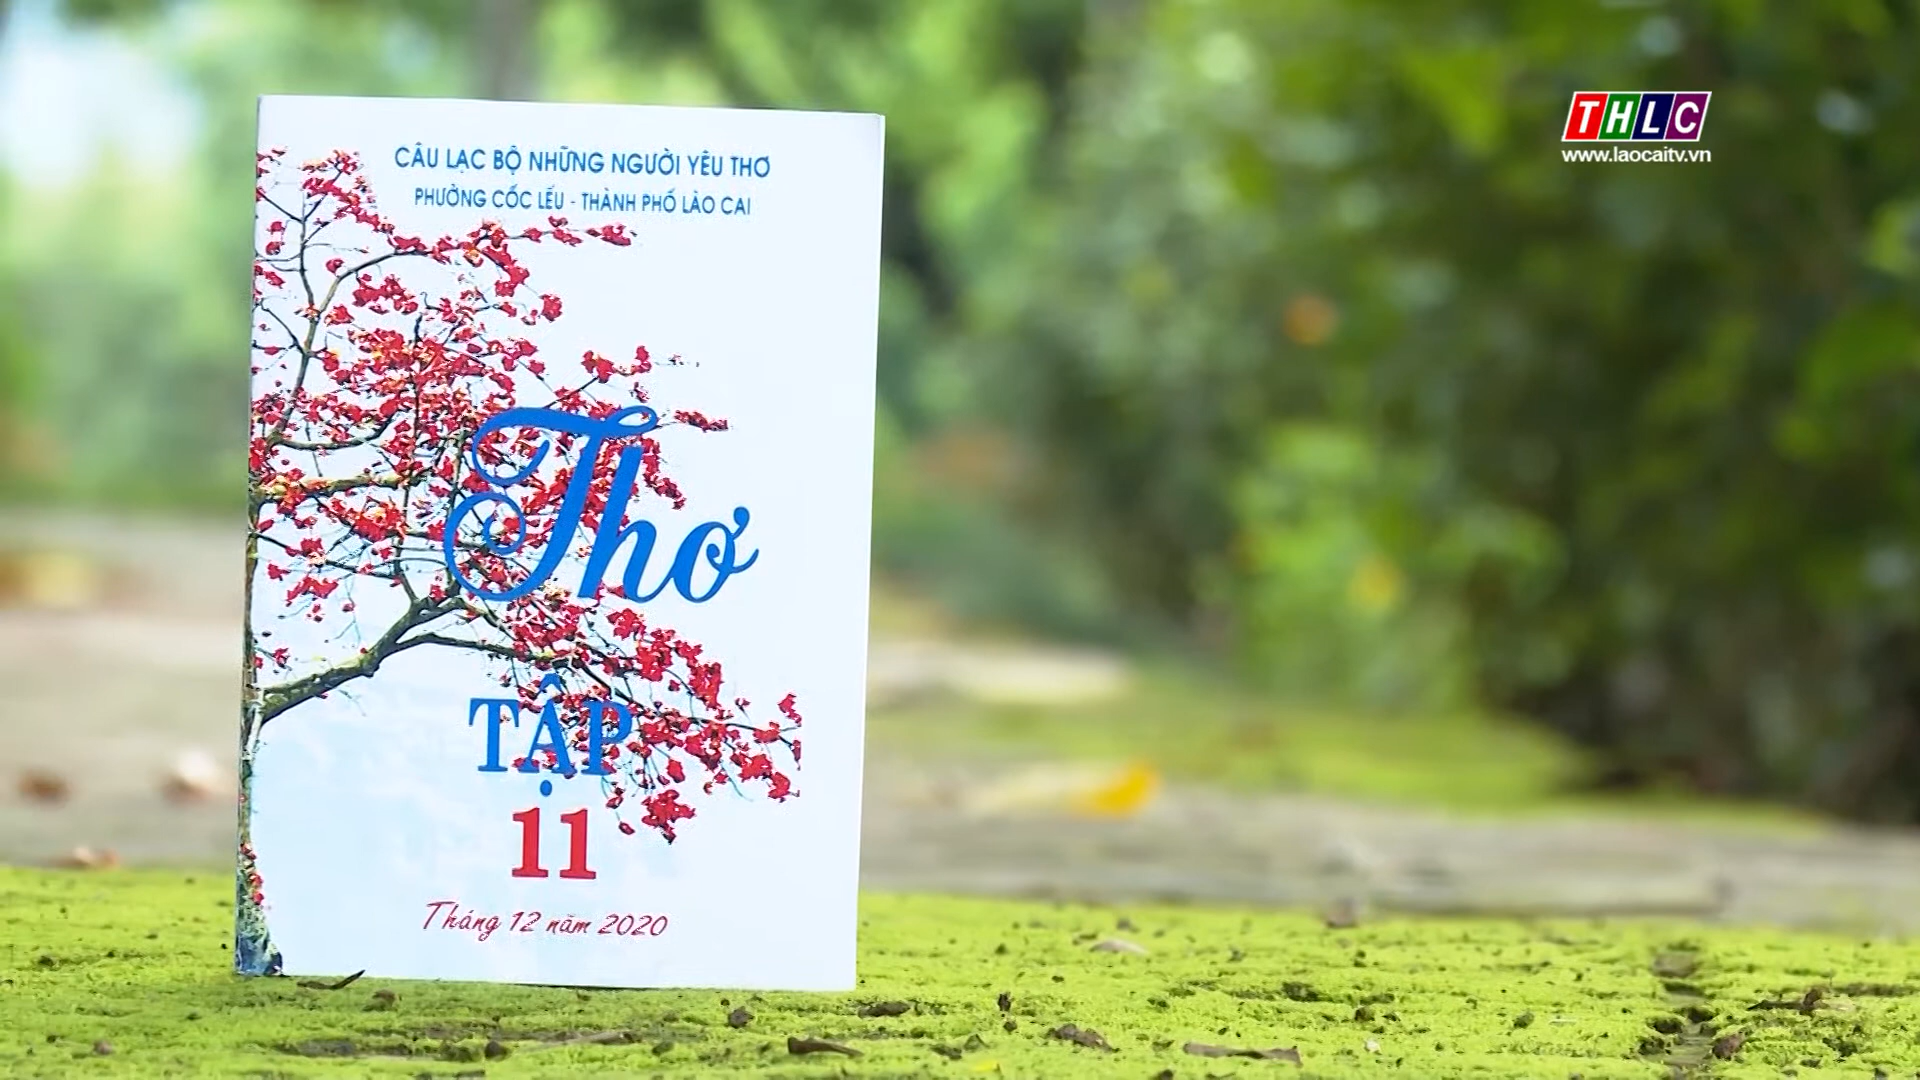 CÂU LẠC BỘ NHỮNG NGƯỜI YÊU THƠ
PHƯỜNG CỐC LẾU - THÀNH PHỐ LÀO CAI
Thơ
TẬP
11
Tháng 12 năm 2020
THLC
www.laocaitv.vn